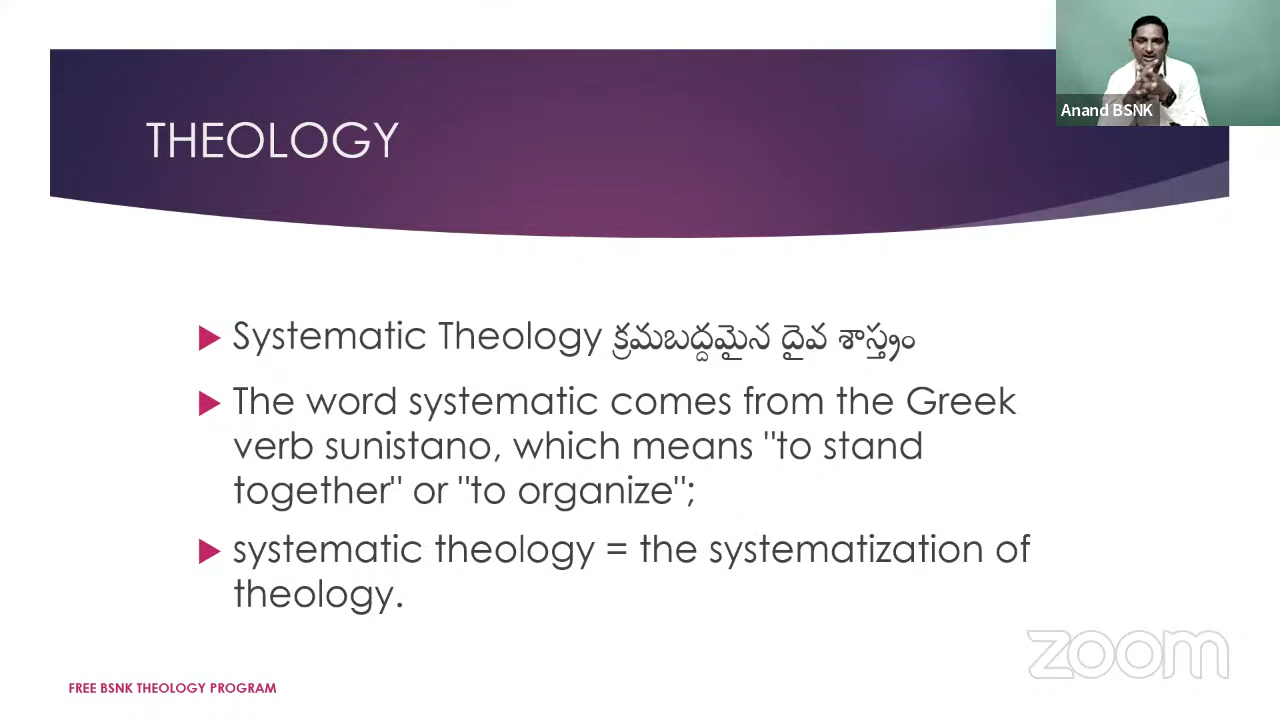 Anand BSNK
THEOLOGY
Systematic Theology క్రమబద్దమైన దైవ శాస్త్రం
The word systematic comes from the Greek
verb sunistano, which means "to stand
together" or "to organize";
systematic theology = the systematization of
theology.
zoom
FREE BSNK THEOLOGY PROGRAM